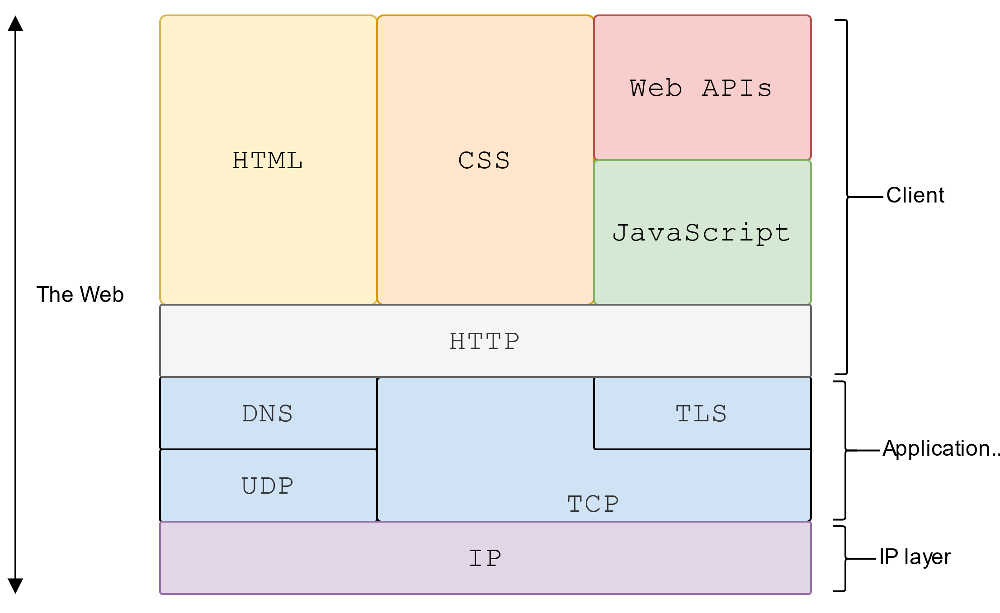 Web APIs
HTML
CSS
Client
JavaScript
The Web
HTTP
DNS
TLS
Application..
UDP
TCP
IP
IP layer